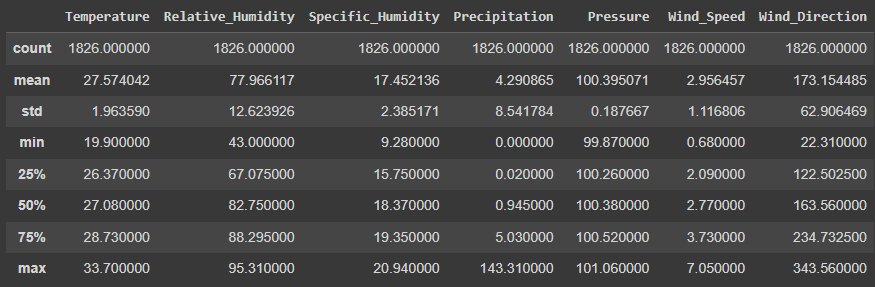 Temperature Relative_Humidity Specific_Humidity Precipitation Pressure Wind_Speed Wind_Direction
count 1826.000000 1826.000000 1826.000000 1826.000000 1826.000000 1826.000000 1826.000000
mean 27.574042 77.966117 17.452136 4.290865 100.395071 2.956457 173.154485
std 1.963590 12.623926 2.385171 8.541784 0.187667 1.116806 62.906469
min 19.900000 43.000000 9.280000 0.000000 99.870000 0.680000 22.310000
25% 26.370000 67.075000 15.750000 0.020000 100.260000 2.090000 122.502500
50% 27.080000 82.750000 18.370000 0.945000 100.380000 2.770000 163.560000
75% 28.730000 88.295000 19.350000 5.030000 100.520000 3.730000 234.732500
max 33.700000 95.310000 20.940000 143.310000 101.060000 7.050000 343.560000